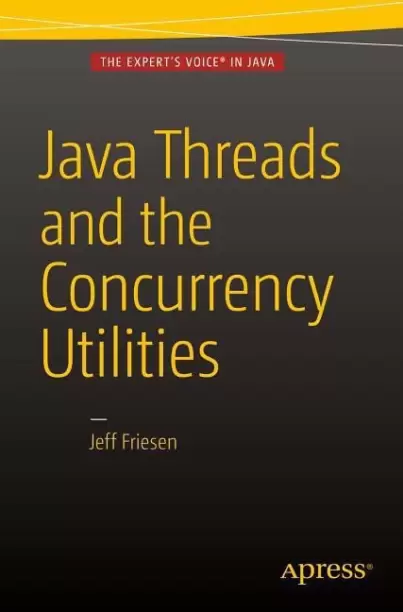 THE EXPERT'S VOICE® IN JAVA
Java Threads
and the
Concurrency
Utilities
Jeff Friesen
Apress®